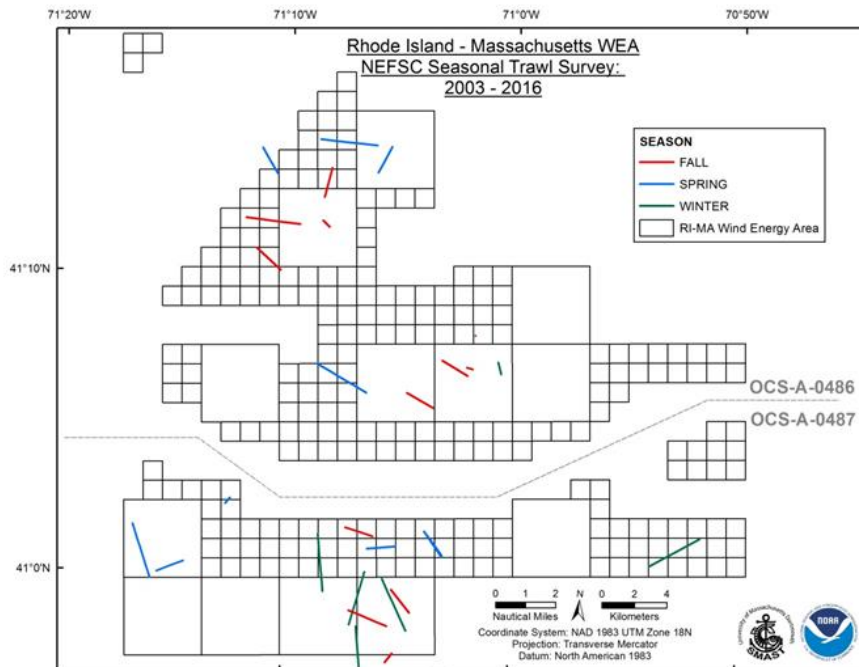 71°20'W 71°10'W 71°0'W 70°50'W
Rhode Island - Massachusetts WEA
NEFSC Seasonal Trawl Survey:
2003 - 2016
SEASON
FALL
SPRING
WINTER
RI-MA Wind Energy Area
41°10'N
OCS-A-0486
OCS-A-0487
41°0'N
0 1 2 N 0 2 4
Nautical Miles Kilometers
Coordinate System: NAD 1983 UTM Zone 18N
Projection: Transverse Mercator
Datum: North American 1983
SMAST
NOAA